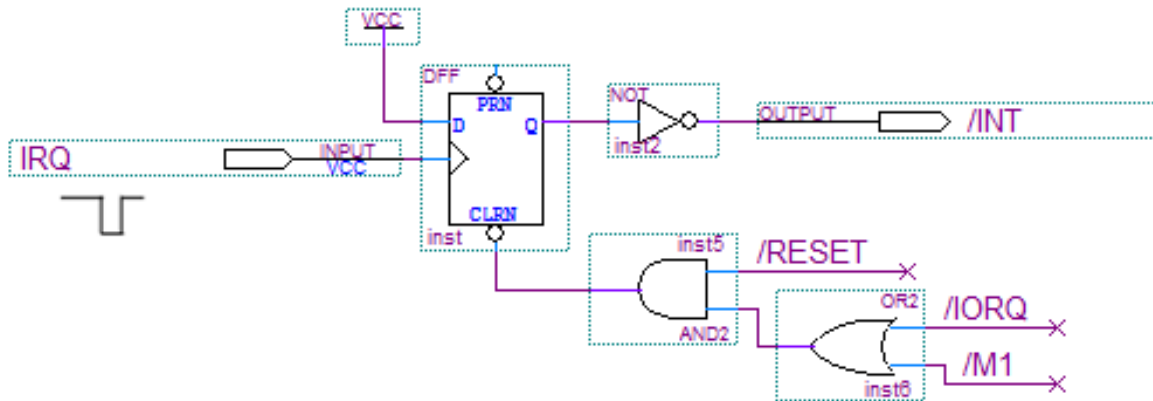 VCC
DFF
PRN
D
Q
CLRN
inst
NOT
inst2
OUTPUT
/INT
IRQ
INPUT
VCC
inst5
/RESET
AND2
OR2
/IORQ
/M1
inst6